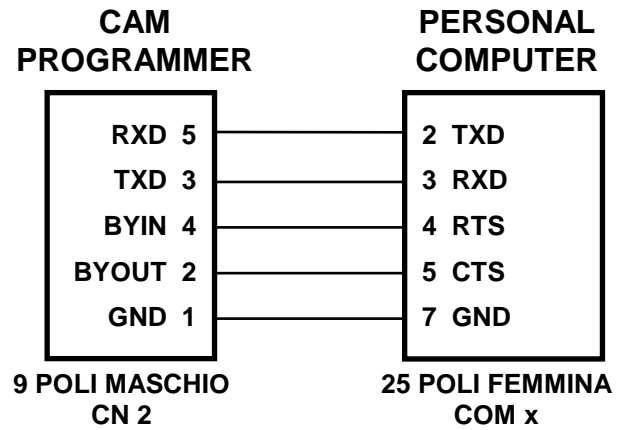 CAM
PROGRAMMER
PERSONAL
COMPUTER
RXD 5
2 TXD
TXD 3
3 RXD
BYIN 4
4 RTS
BYOUT 2
5 CTS
GND 1
7 GND
9 POLI MASCHIO
CN 2
25 POLI FEMMINA
COM x